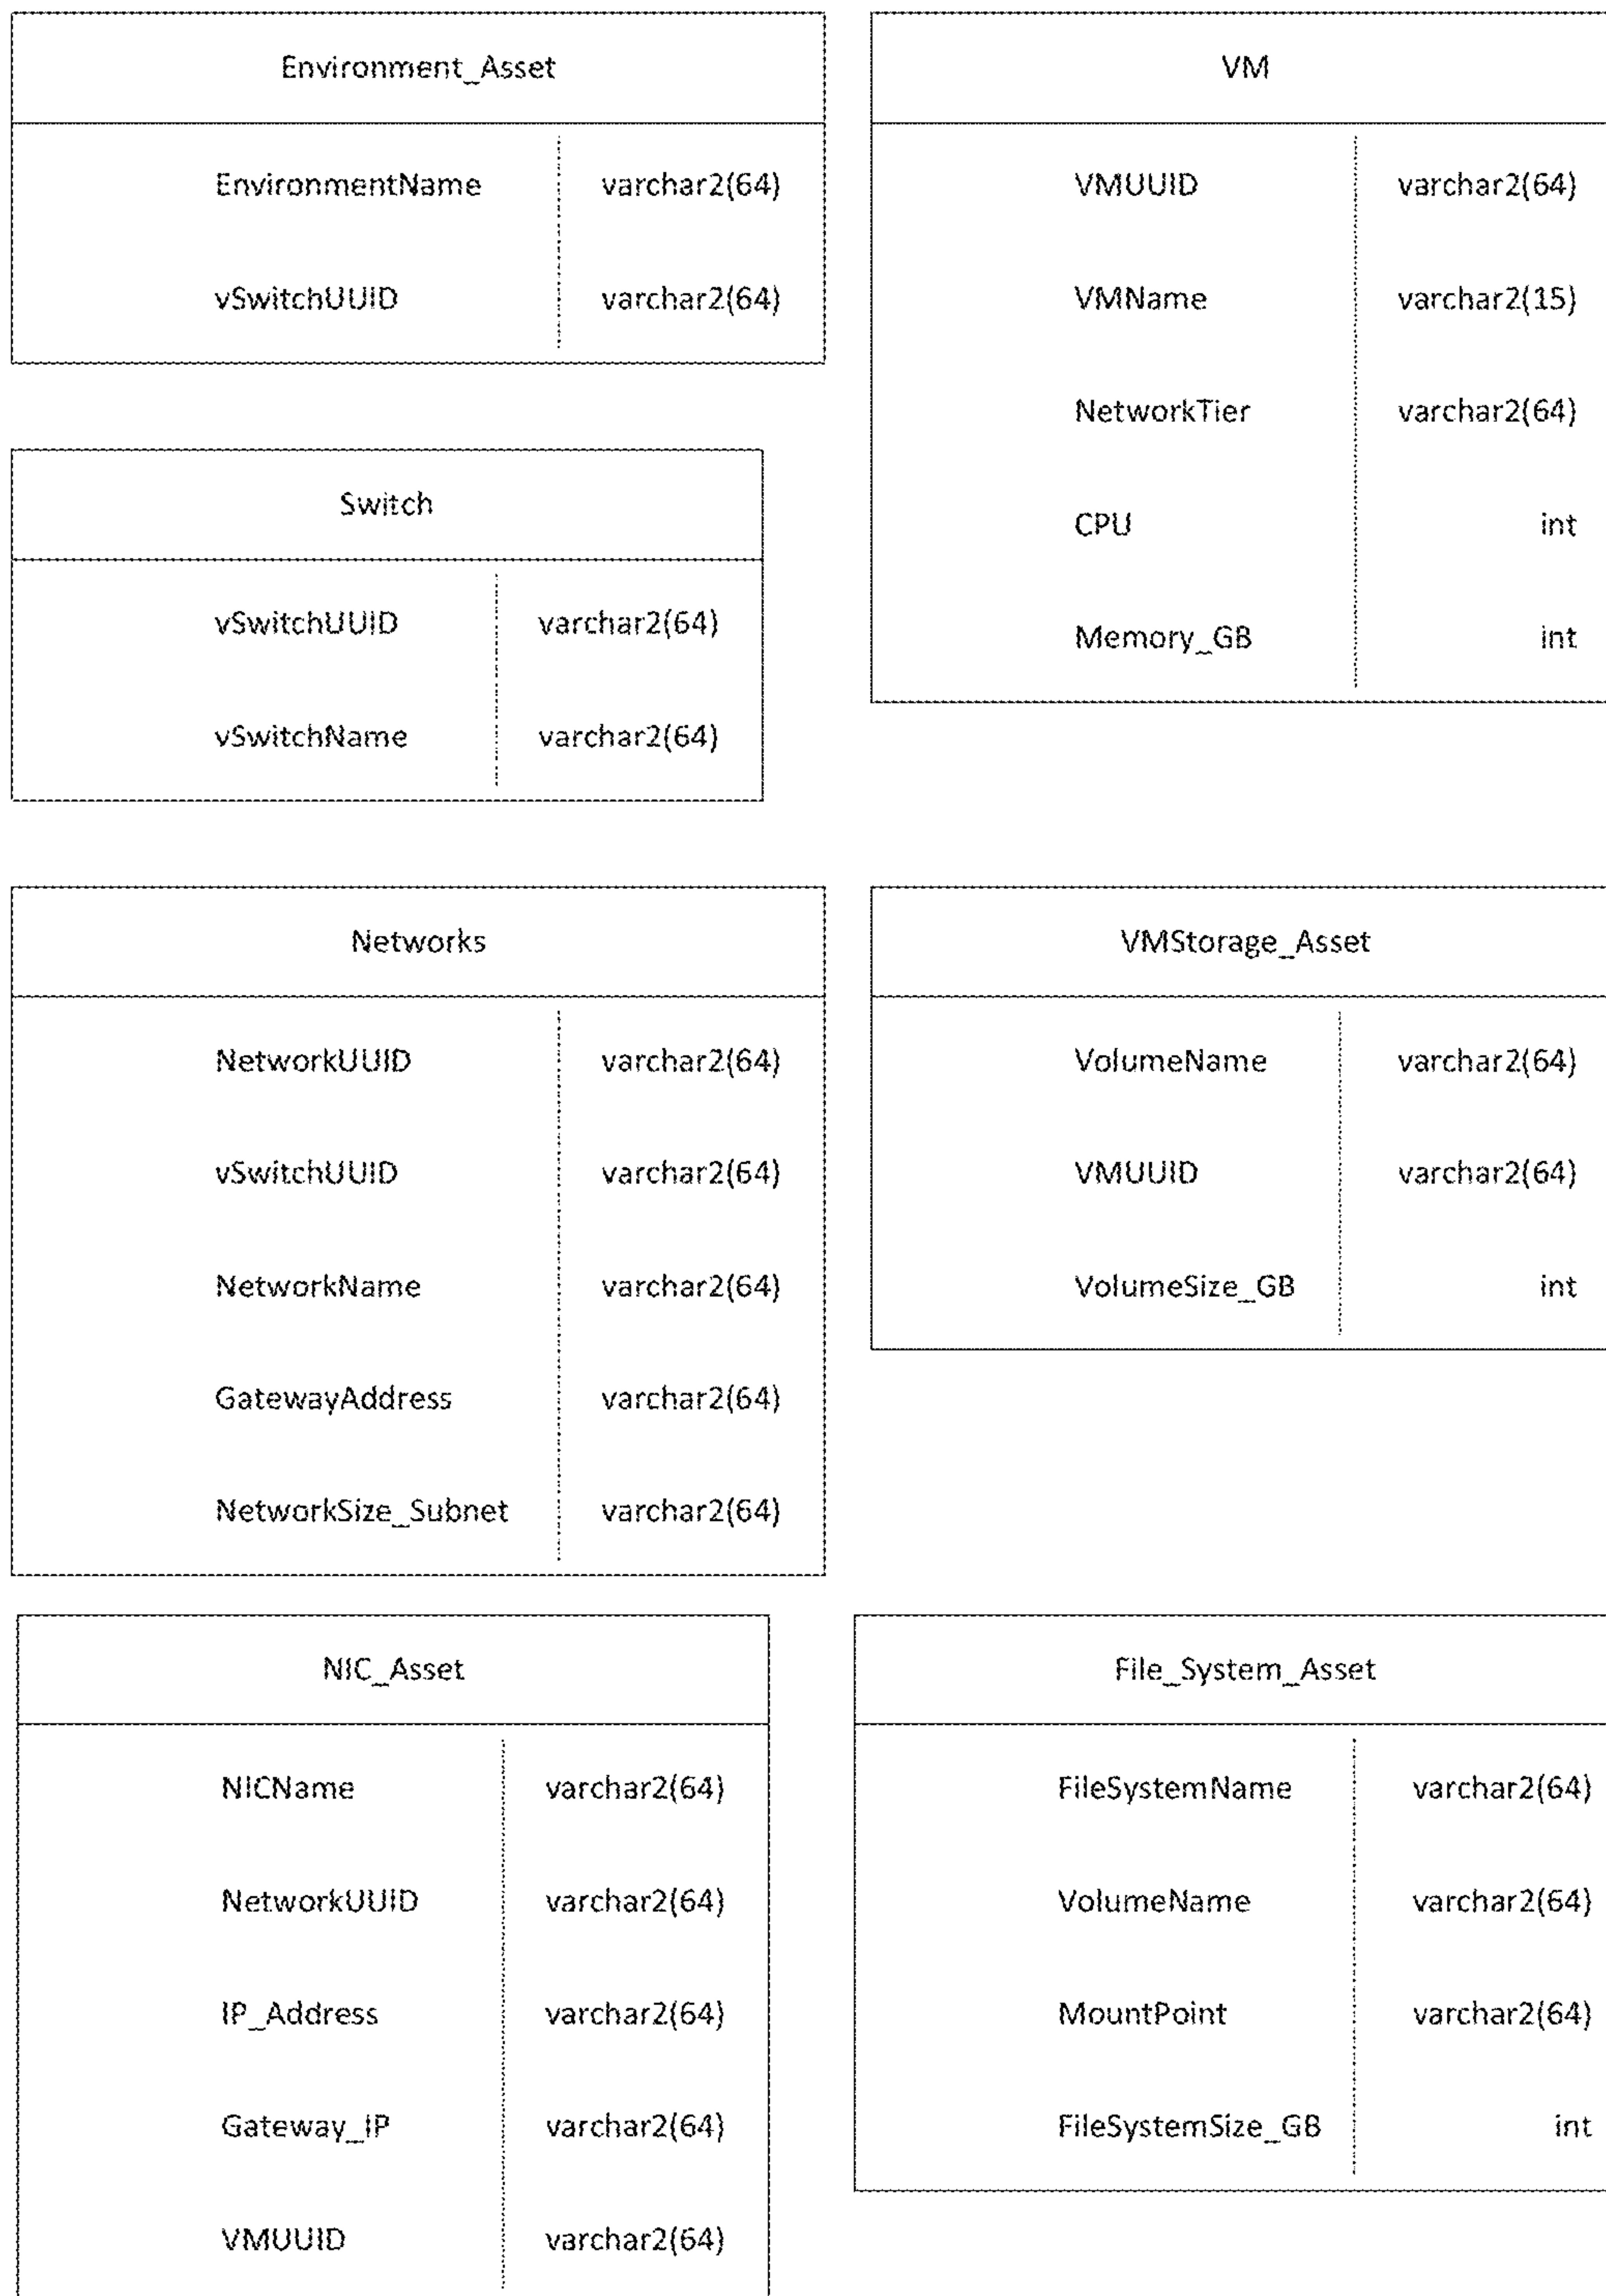 Environment_Asset
EnvironmentName varchar2(64)
vSwitchUUID varchar2(64)
VM
VMUUID varchar2(64)
VMName varchar2(15)
NetworkTier varchar2(64)
CPU int
Memory_GB int
Switch
vSwitchUUID varchar2(64)
vSwitchName varchar2(64)
Networks
NetworkUUID varchar2(64)
vSwitchUUID varchar2(64)
NetworkName varchar2(64)
GatewayAddress varchar2(64)
NetworkSize_Subnet varchar2(64)
VMStorage_Asset
VolumeName varchar2(64)
VMUUID varchar2(64)
VolumeSize_GB int
NIC_Asset
NICName varchar2(64)
NetworkUUID varchar2(64)
IP_Address varchar2(64)
Gateway_IP varchar2(64)
VMUUID varchar2(64)
File_System_Asset
FileSystemName varchar2(64)
VolumeName varchar2(64)
MountPoint varchar2(64)
FileSystemSize_GB int